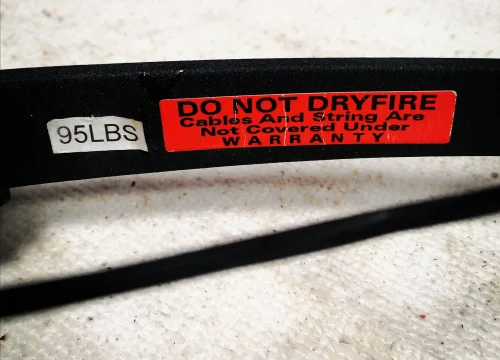 95LBS
DO NOT DRYFIRE
Cables And String Are
Not Covered Under
WARRANTY